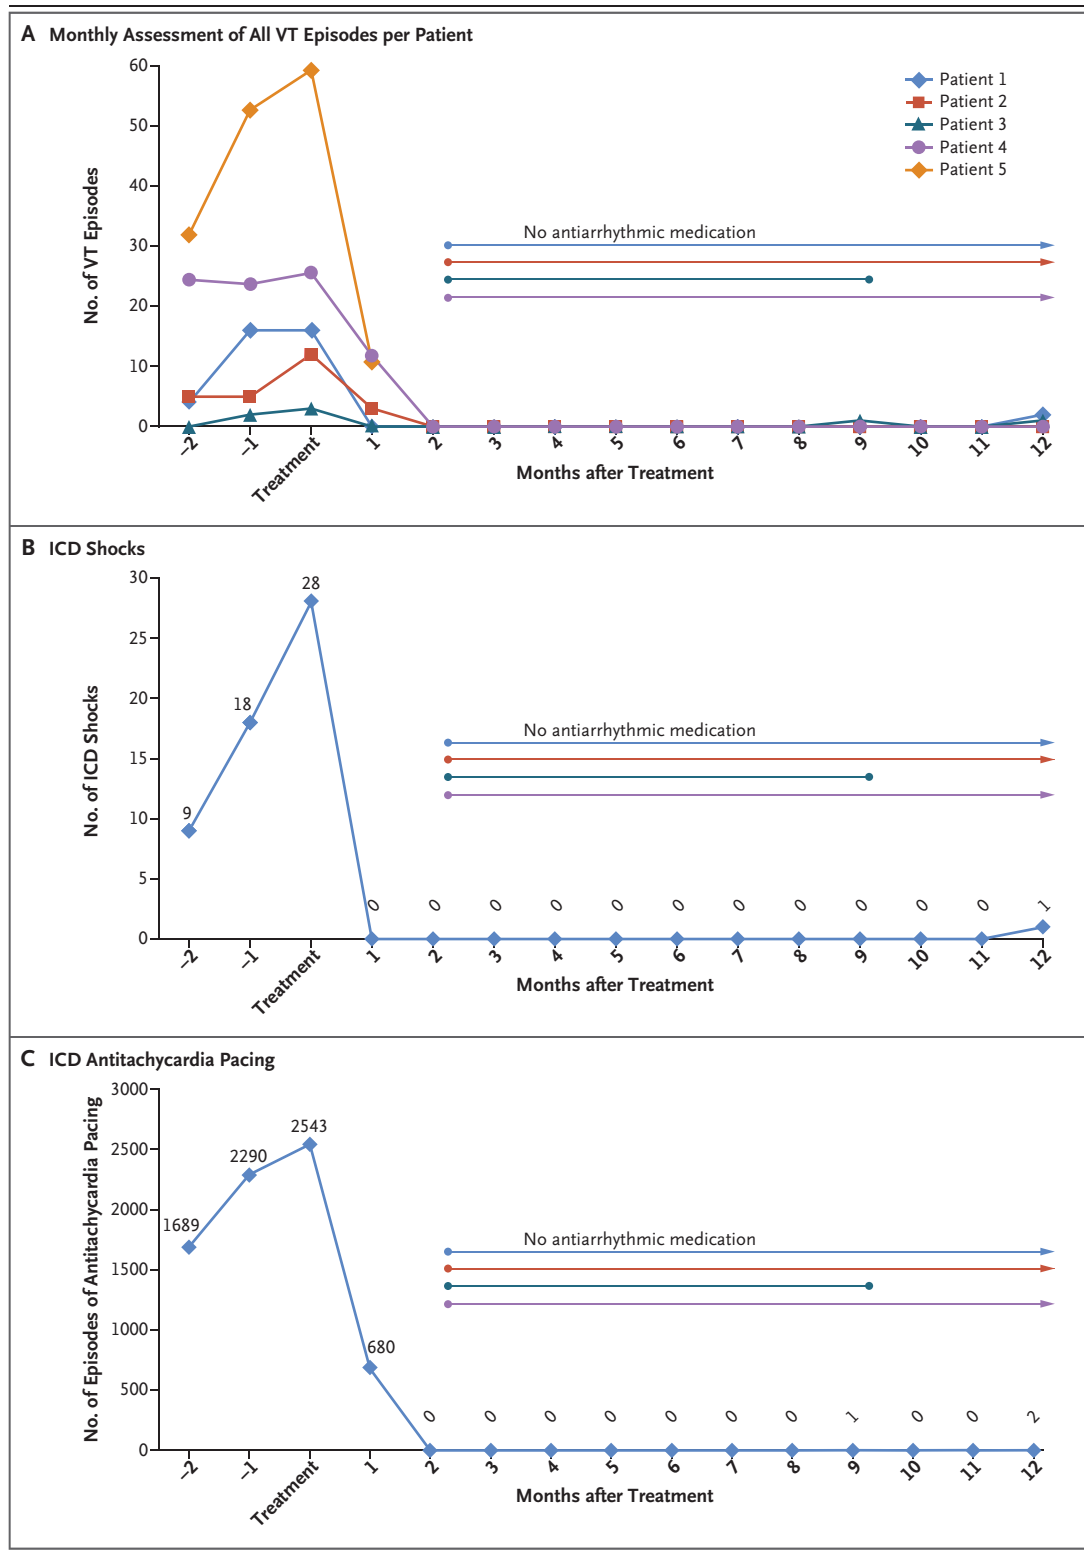 A Monthly Assessment of All VT Episodes per Patient
No. of VT Episodes
60
50
40
30
20
10
0
Patient 1
Patient 2
Patient 3
Patient 4
Patient 5
No antiarrhythmic medication
−2 −1 Treatment 1 2 3 4 5 6 7 8 9 10 11 12
Months after Treatment
B ICD Shocks
No. of ICD Shocks
30
25
20
15
10
5
0
9 18 28 0 0 0 0 0 0 0 0 0 0 0 1
No antiarrhythmic medication
−2 −1 Treatment 1 2 3 4 5 6 7 8 9 10 11 12
Months after Treatment
C ICD Antitachycardia Pacing
No. of Episodes of Antitachycardia Pacing
3000
2500
2000
1500
1000
500
0
1689 2290 2543 680 0 0 0 0 0 0 0 1 0 0 2
No antiarrhythmic medication
−2 −1 Treatment 1 2 3 4 5 6 7 8 9 10 11 12
Months after Treatment